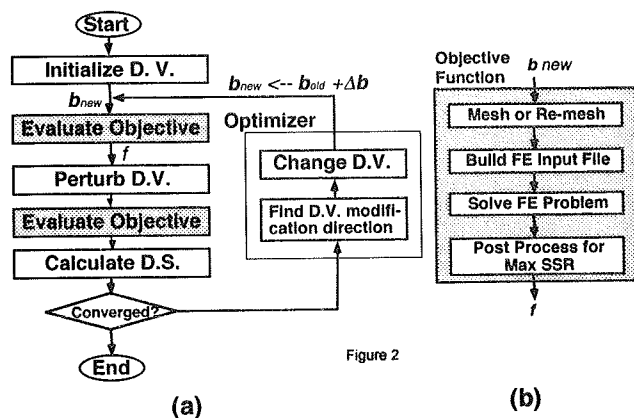 Start
Initialize D. V.
b new
b new <-- b old + Δb
Evaluate Objective
f
Perturb D.V.
Evaluate Objective
Calculate D.S.
Converged?
End
(a)
Optimizer
Change D.V.
Find D.V. modifi-
cation direction
Figure 2
Objective
Function
b new
Mesh or Re-mesh
Build FE Input File
Solve FE Problem
Post Process for
Max SSR
f
(b)